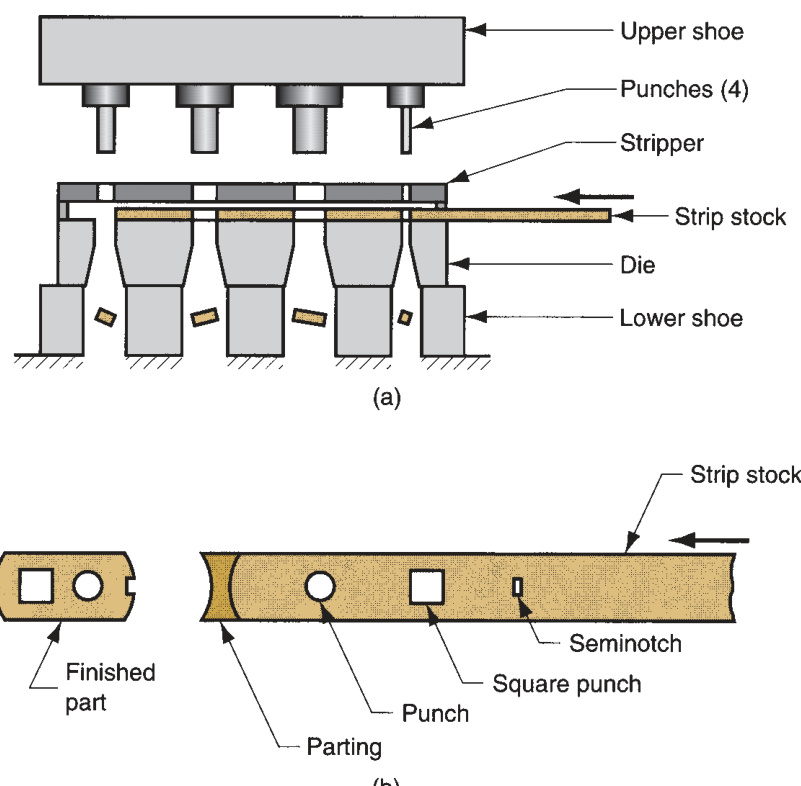 Upper shoe
Punches (4)
Stripper
Strip stock
Die
Lower shoe
(a)
Strip stock
Seminotch
Square punch
Finished
part
Punch
Parting
(b)